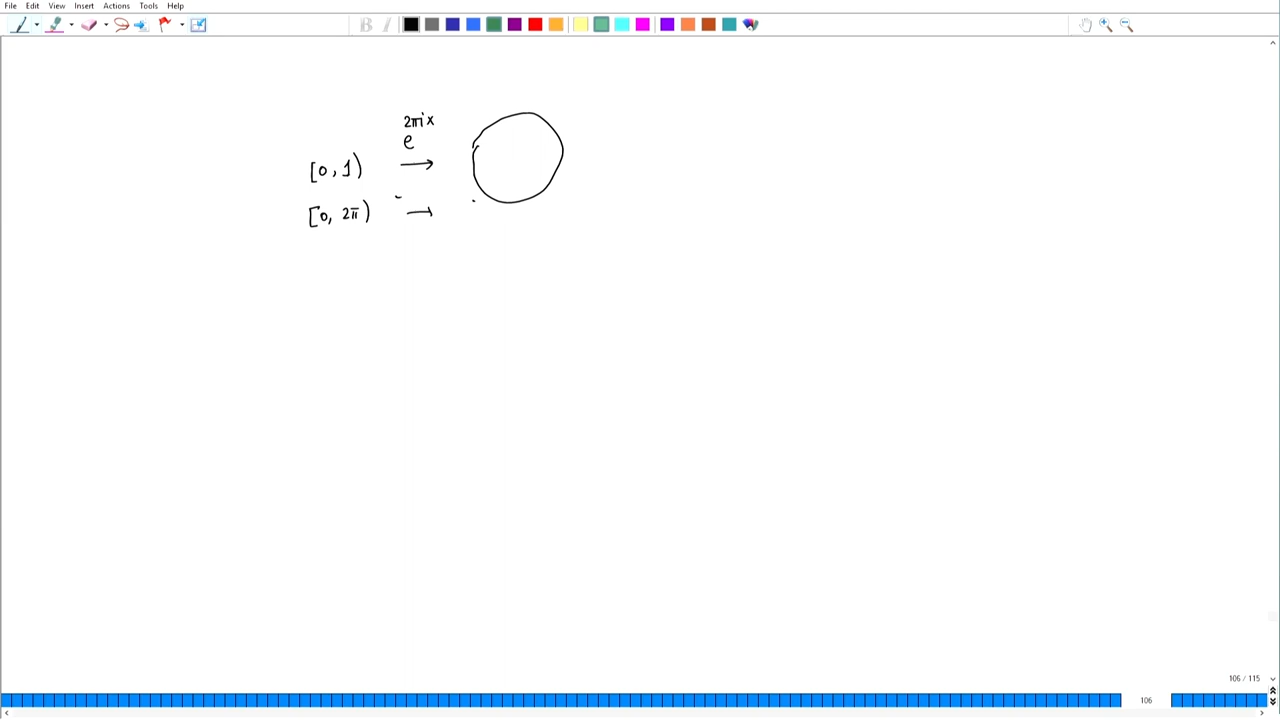 File Edit View Insert Actions Tools Help
B I
2πix
[0, 1) e →
[0, 2π) →
106 / 115
106